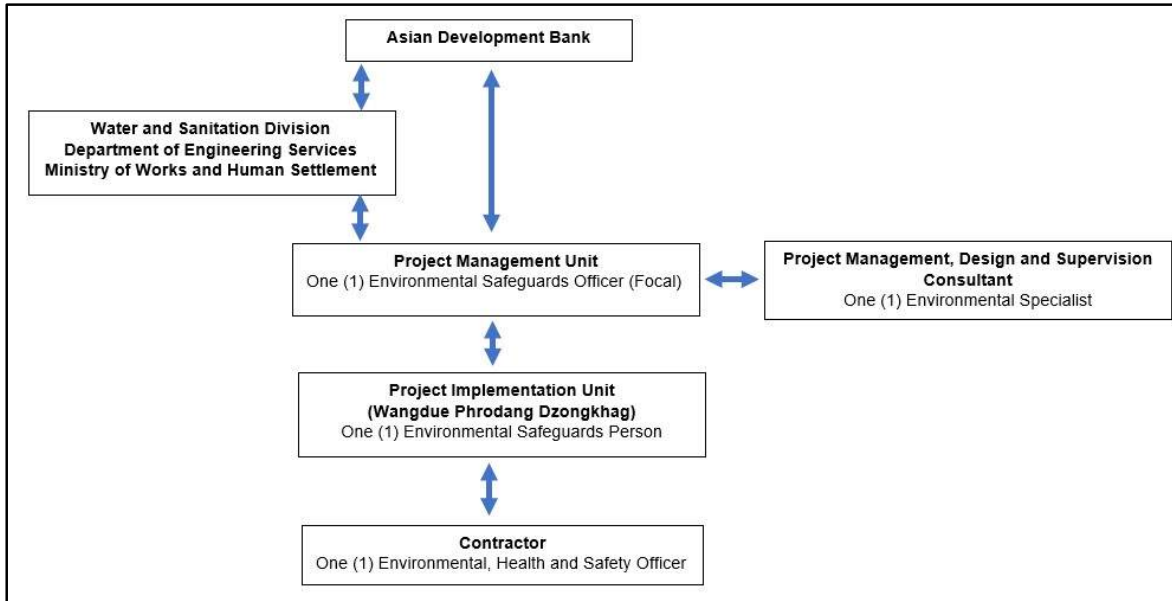 Asian Development Bank
Water and Sanitation Division
Department of Engineering Services
Ministry of Works and Human Settlement
Project Management Unit
One (1) Environmental Safeguards Officer (Focal)
Project Management, Design and Supervision
Consultant
One (1) Environmental Specialist
Project Implementation Unit
(Wangdue Phrodang Dzongkhag)
One (1) Environmental Safeguards Person
Contractor
One (1) Environmental, Health and Safety Officer